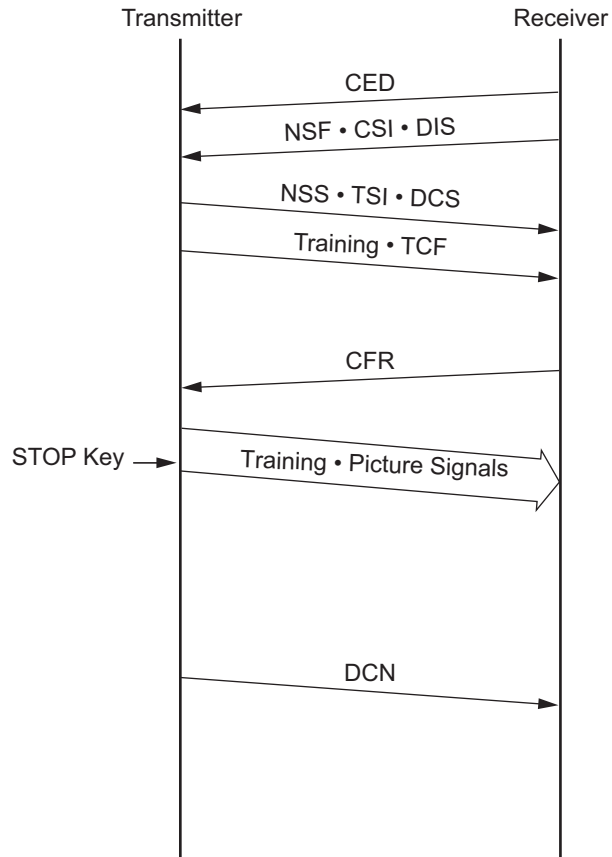 Transmitter Receiver
CED
NSF • CSI • DIS
NSS • TSI • DCS
Training • TCF
CFR
STOP Key
Training • Picture Signals
DCN